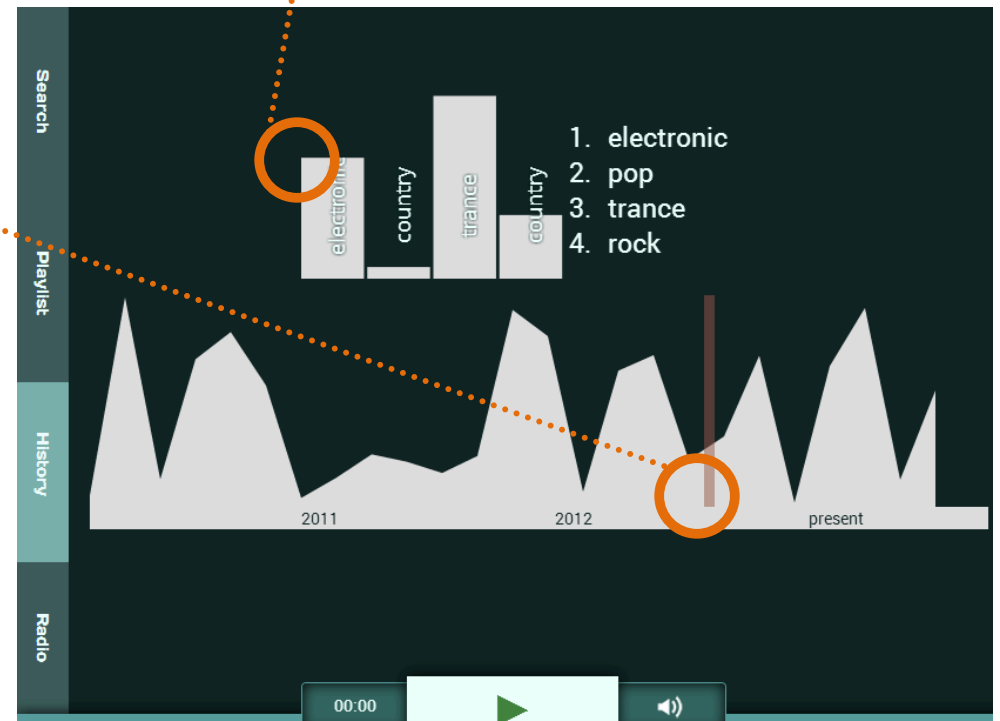 Search
Playlist
History
Radio
electronic
country
trance
country
1. electronic
2. pop
3. trance
4. rock
2011
2012
present
00:00